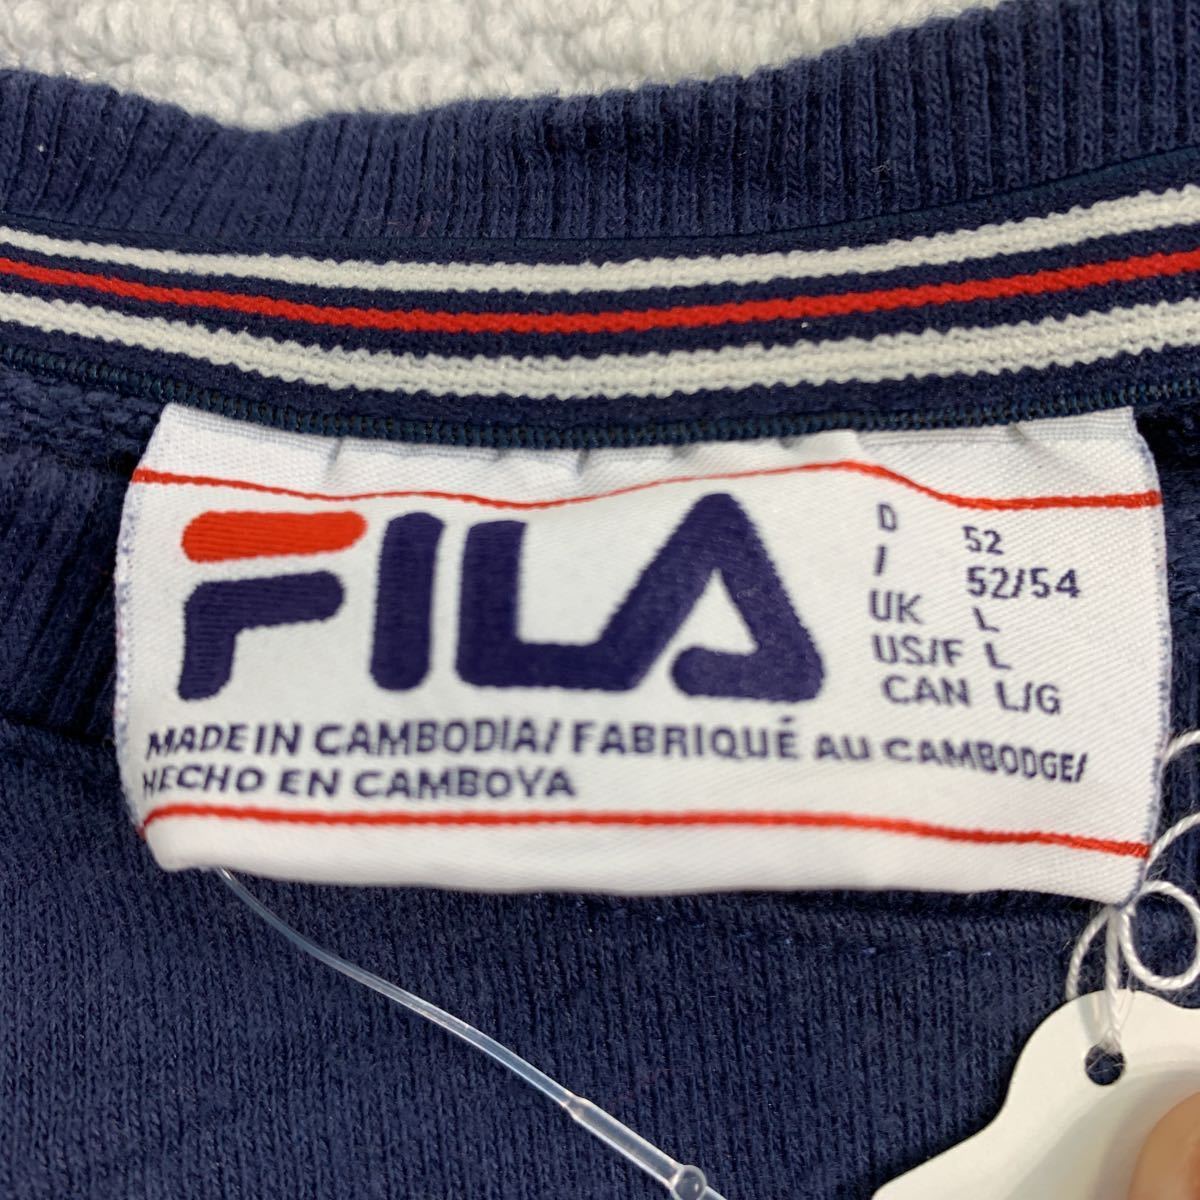 FILA
D 52
I 52/54
UK L
US/F L
CAN L/G
MADE IN CAMBODIA/ FABRIQUÉ AU CAMBODGE/
HECHO EN CAMBOYA